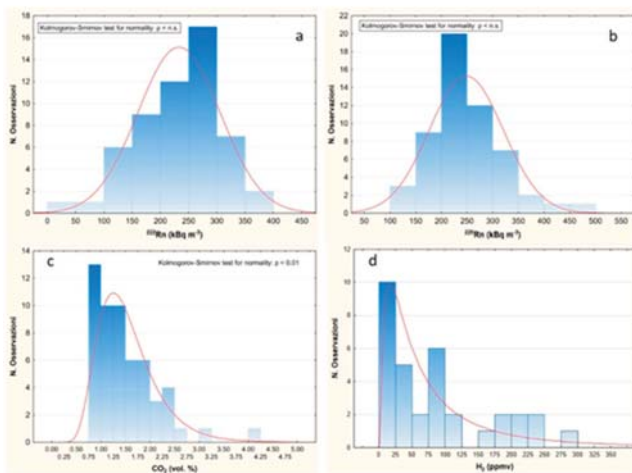 Kolmogorov-Smirnov test for normality: p = n.s.
a
N. Osservazioni
18
16
14
12
10
8
6
4
2
0
0 50 100 150 200 250 300 350 400 450
²²²Rn (kBq m⁻³)
Kolmogorov-Smirnov test for normality: p < n.s.
b
N. Osservazioni
22
20
18
16
14
12
10
8
6
4
2
0
50 100 150 200 250 300 350 400 450 500 550
Rn (kBq m⁻³)
c
Kolmogorov-Smirnov test for normality: p = 0.01
N. Osservazioni
14
12
10
8
6
4
2
0
0.00 0.50 1.00 1.50 2.00 2.50 3.00 3.50 4.00 4.50 5.00
0.25 0.75 1.25 1.75 2.25 2.75 3.25 3.75 4.25 4.75
CO₂ (vol. %)
d
N. Osservazioni
12
10
8
6
4
2
0
0 25 50 75 100 125 150 175 200 225 250 275 300 325 350
H₂ (ppmv)